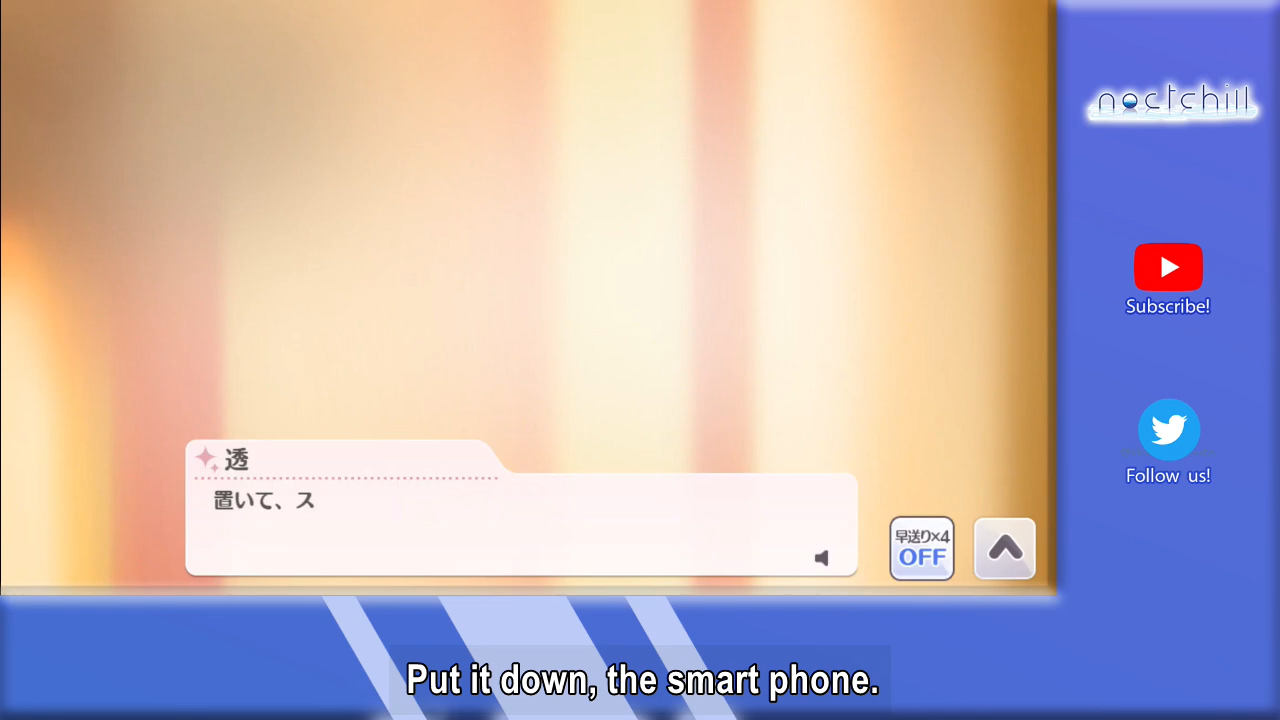 noctchill
Subscribe!
Follow us!
透
置いて、ス
早送り×4
OFF
Put it down, the smart phone.